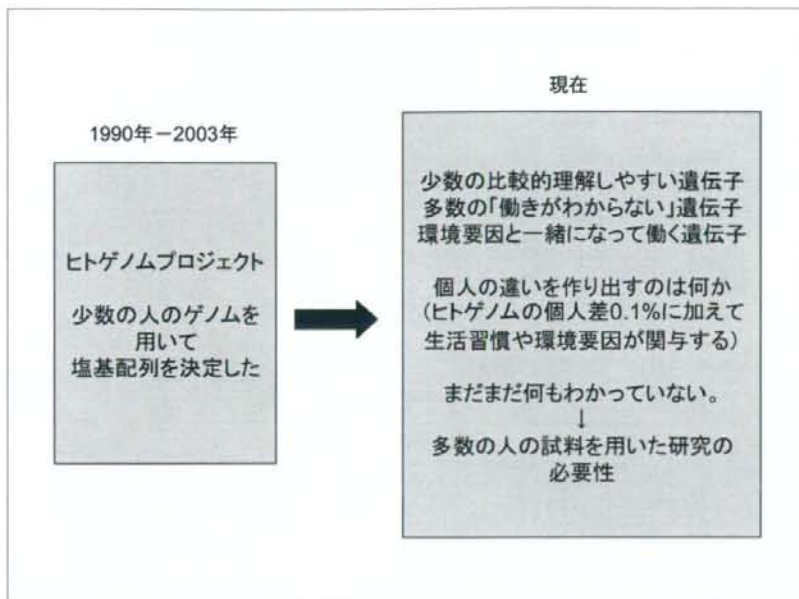 1990年－2003年
ヒトゲノムプロジェクト
少数の人のゲノムを
用いて
塩基配列を決定した
現在
少数の比較的理解しやすい遺伝子
多数の「働きがわからない」遺伝子
環境要因と一緒になって働く遺伝子
個人の違いを作り出すのは何か
(ヒトゲノムの個人差0.1%に加えて
生活習慣や環境要因が関与する)
まだまだ何もわかっていない。
↓
多数の人の試料を用いた研究の
必要性